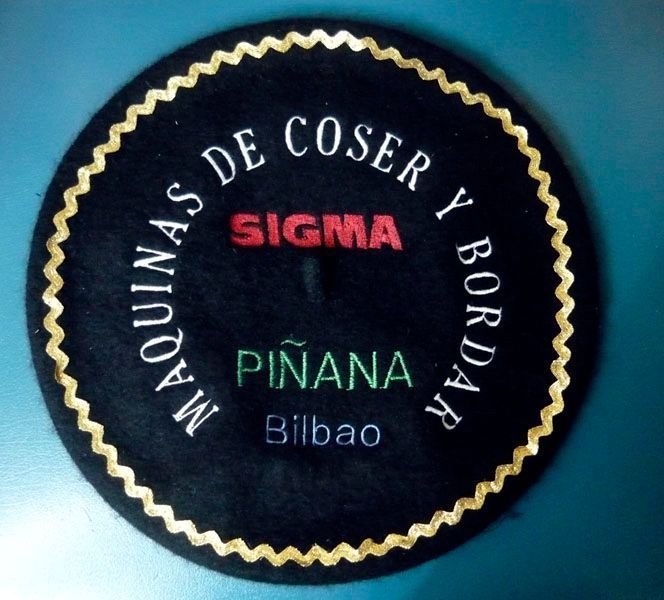 MAQUINAS DE COSER Y BORDAR
SIGMA
PIÑANA
Bilbao